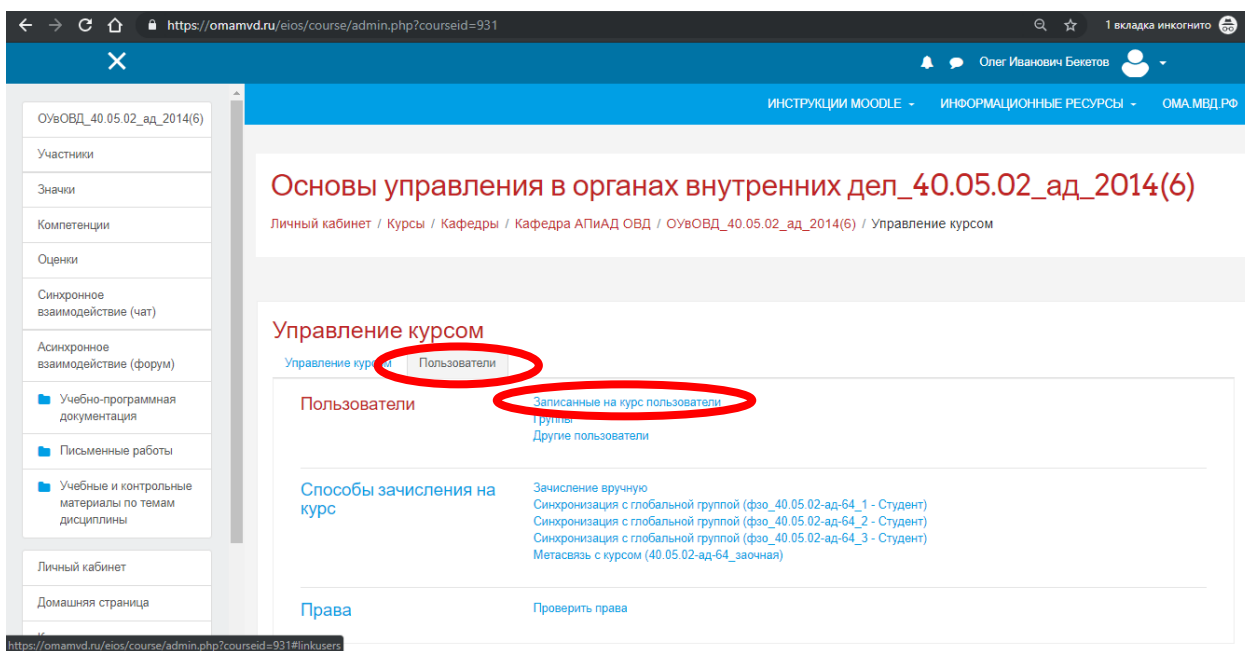 https://omamvd.ru/eios/course/admin.php?courseid=931
1 вкладка инкогнито
Олег Иванович Бекетов
ИНСТРУКЦИИ MOODLE
ИНФОРМАЦИОННЫЕ РЕСУРСЫ
ОМА.МВД.РФ
ОУвОВД_40.05.02_ад_2014(6)
Участники
Значки
Компетенции
Оценки
Синхронное
взаимодействие (чат)
Асинхронное
взаимодействие (форум)
Учебно-программная
документация
Письменные работы
Учебные и контрольные
материалы по темам
дисциплины
Личный кабинет
Домашняя страница
Основы управления в органах внутренних дел_40.05.02_ад_2014(6)
Личный кабинет / Курсы / Кафедры / Кафедра АПиАД ОВД / ОУвОВД_40.05.02_ад_2014(6) / Управление курсом
Управление курсом
Управление курсом
Пользователи
Пользователи
Записанные на курс пользователи
Группы
Другие пользователи
Способы зачисления на
курс
Зачисление вручную
Синхронизация с глобальной группой (фзо_40.05.02-ад-64_1 - Студент)
Синхронизация с глобальной группой (фзо_40.05.02-ад-64_2 - Студент)
Синхронизация с глобальной группой (фзо_40.05.02-ад-64_3 - Студент)
Метасвязь с курсом (40.05.02-ад-64_заочная)
Права
Проверить права
https://omamvd.ru/eios/course/admin.php?courseid=931#linkusers